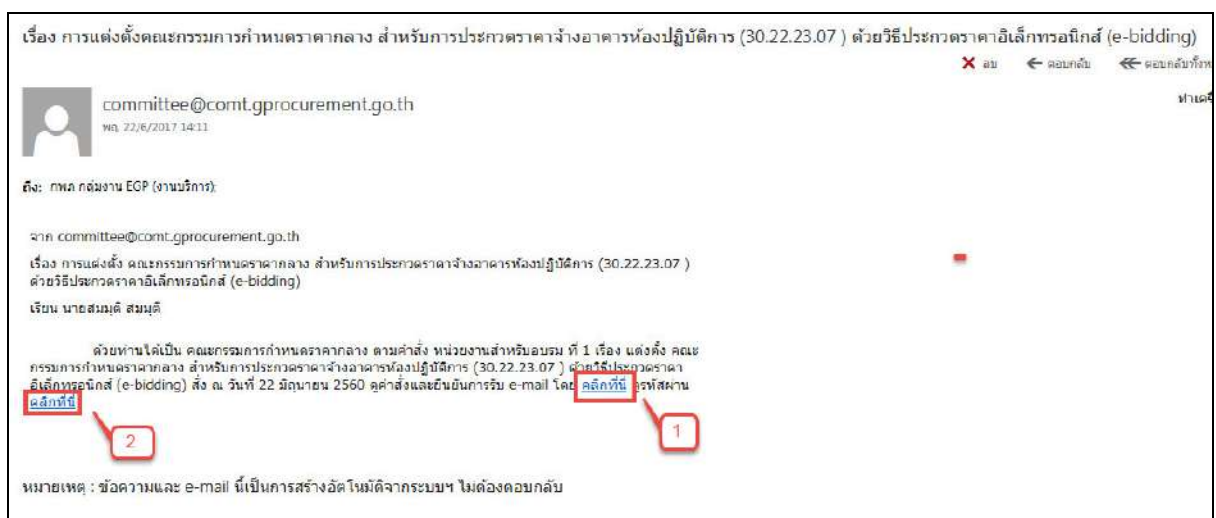 เรื่อง การแต่งตั้งคณะกรรมการกำหนดราคากลาง สำหรับการประกวดราคาจ้างอาคารห้องปฏิบัติการ (30.22.23.07 ) ด้วยวิธีประกวดราคาอิเล็กทรอนิกส์ (e-bidding)
ลบ ตอบกลับ ตอบกลับทั้งห
committee@comt.gprocurement.go.th
พฤ. 22/6/2017 14:11
ถึง: กพล กลุ่มงาน EGP (งานบริการ);
จาก committee@comt.gprocurement.go.th
เรื่อง การแต่งตั้ง คณะกรรมการกำหนดราคากลาง สำหรับการประกวดราคาจ้างอาคารห้องปฏิบัติการ (30.22.23.07 )
ด้วยวิธีประกวดราคาอิเล็กทรอนิกส์ (e-bidding)
เรียน นายสมมุติ สมมุติ
ด้วยท่านได้เป็น คณะกรรมการกำหนดราคากลาง ตามคำสั่ง หน่วยงานสำหรับอบรม ที่ 1 เรื่อง แต่งตั้ง คณะ
กรรมการกำหนดราคากลาง สำหรับการประกวดราคาจ้างอาคารห้องปฏิบัติการ (30.22.23.07 ) ด้วยวิธีประกวดราคา
อิเล็กทรอนิกส์ (e-bidding) สั่ง ณ วันที่ 22 มิถุนายน 2560 ดูคำสั่งและยืนยันการรับ e-mail โดย คลิกที่นี่ ดูรหัสผ่าน
คลิกที่นี่
2
1
หมายเหตุ : ข้อความและ e-mail นี้เป็นการสร้างอัตโนมัติจากระบบฯ ไม่ต้องตอบกลับ